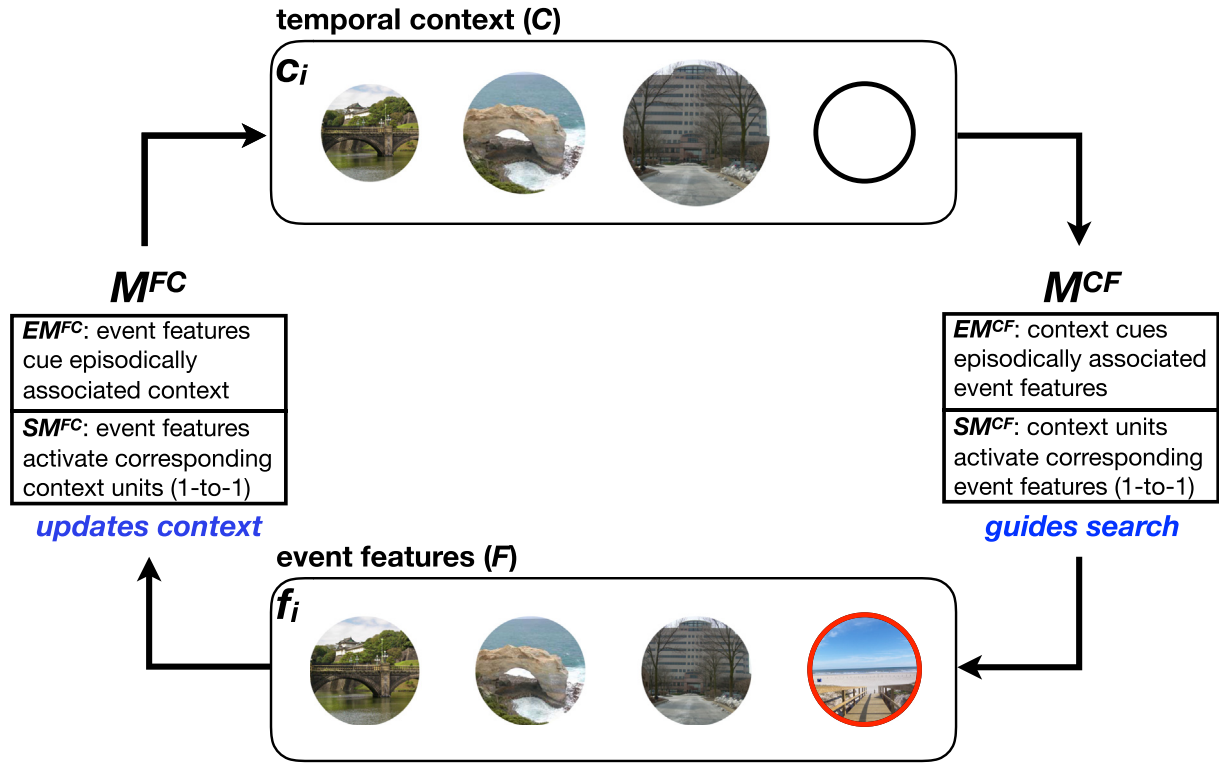 temporal context (C)
ci
MFC
EMFC: event features
cue episodically
associated context
SMFC: event features
activate corresponding
context units (1-to-1)
updates context
MCF
EMCF: context cues
episodically associated
event features
SMCF: context units
activate corresponding
event features (1-to-1)
guides search
event features (F)
fi